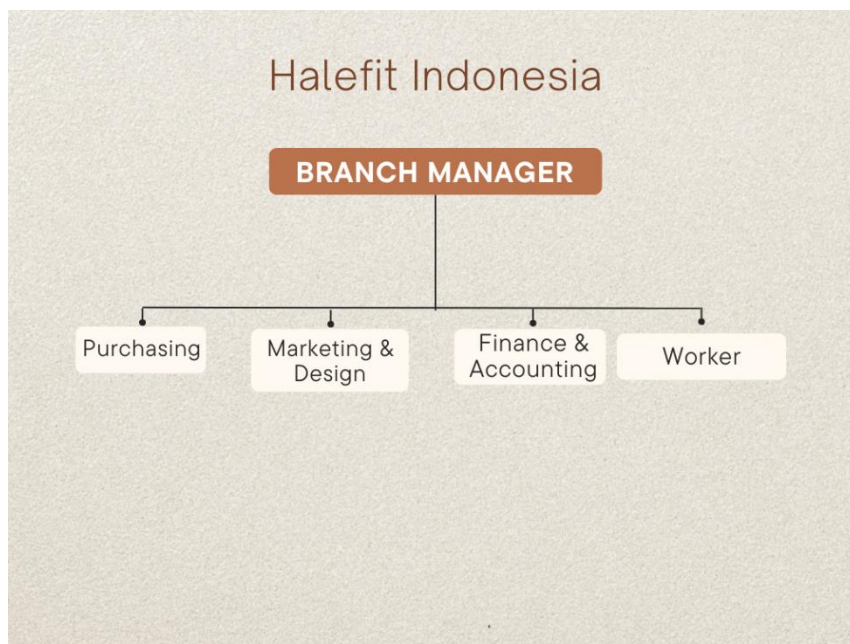 Halefit Indonesia
BRANCH MANAGER
Purchasing
Marketing &
Design
Finance &
Accounting
Worker